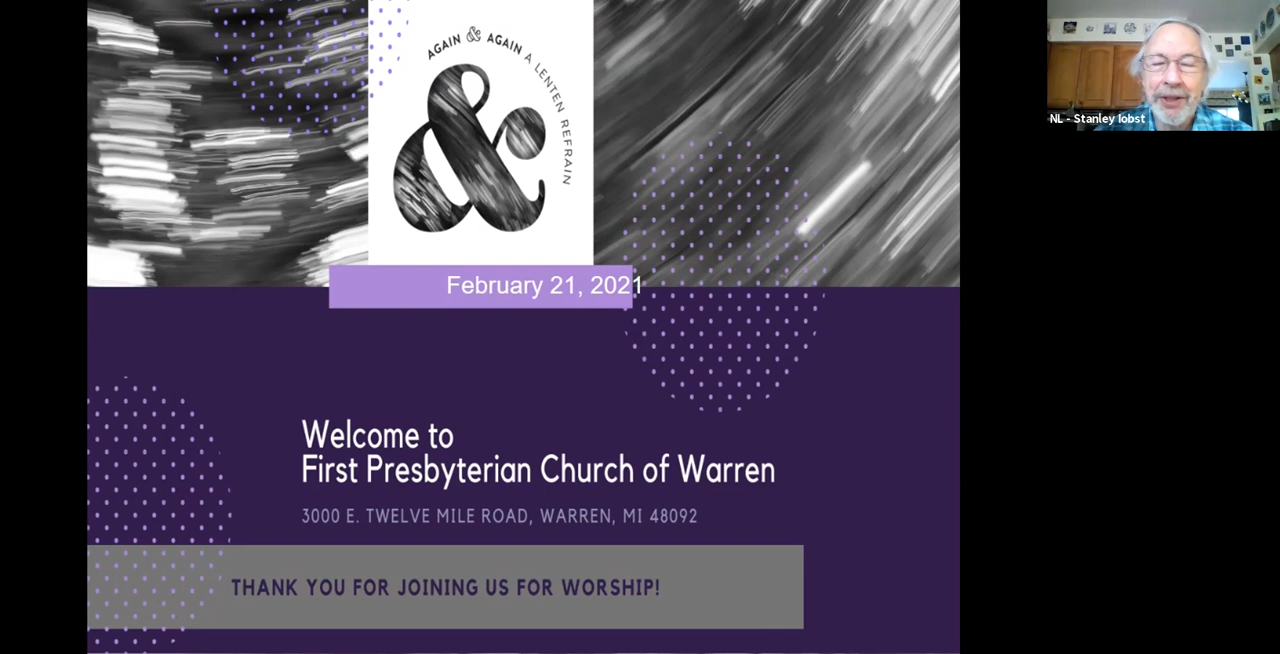 AGAIN & AGAIN A LENTEN REFRAIN
&
February 21, 2021
Welcome to
First Presbyterian Church of Warren
3000 E. TWELVE MILE ROAD, WARREN, MI 48092
THANK YOU FOR JOINING US FOR WORSHIP!
NL - Stanley Iobst